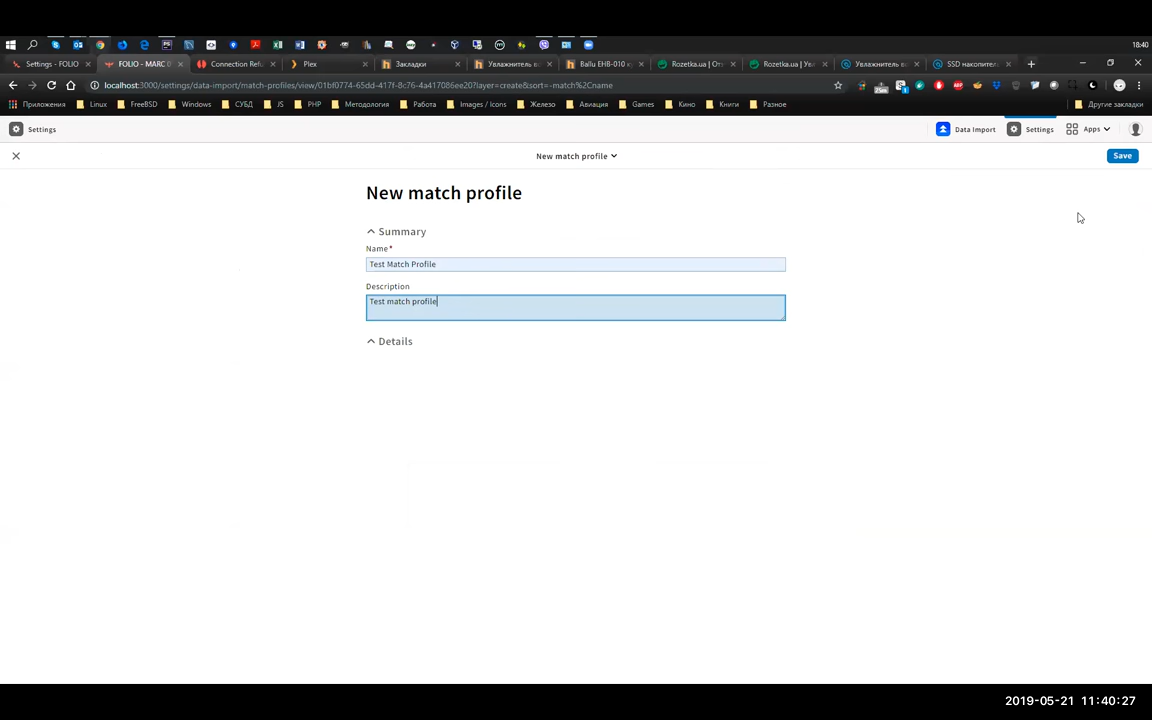 18:40
Settings - FOLIO
FOLIO - MARC
Connection Ref
Plex
Закладки
Увлажнитель
Ballu EHB-010
Rozetka.ua |
Rozetka.ua |
Увлажнитель
SSD накопител
localhost:3000/settings/data-import/match-profiles/view/01bf0774-65dd-417f-8c76-4a417086ee20?layer=create&sort=-match%2Cname
Приложения Linux FreeBSD Windows СУБД JS PHP Методология Работа Images / Icons Железо Авиация Games Кино Книги Разное Другие закладки
Settings
Data Import Settings Apps
New match profile
Save
New match profile
Summary
Name*
Test Match Profile
Description
Test match profile
Details
2019-05-21 11:40:27